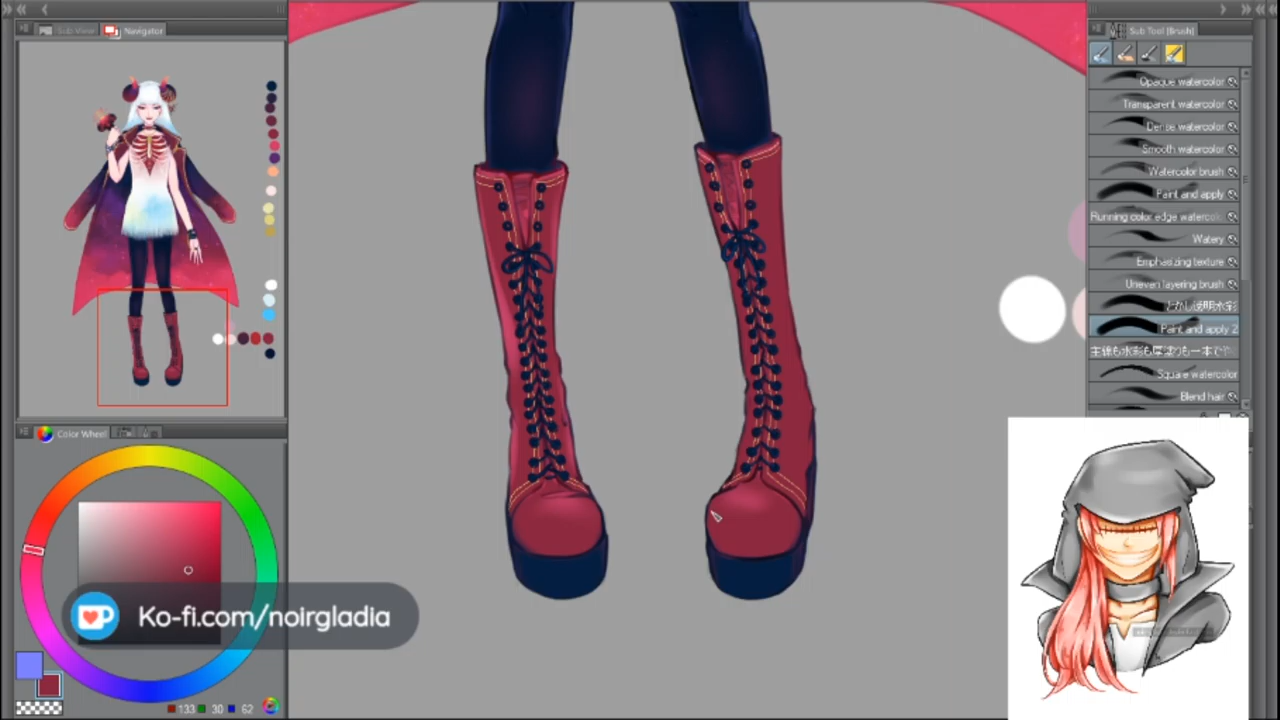 Sub View
Navigator
Sub Tool [Brush]
Opaque watercolor
Transparent watercolor
Dense watercolor
Smooth watercolor
Watercolor brush
Paint and apply
Running color edge watercol
Watery
Emphasizing texture
Uneven layering brush
Paint and apply 2
Square watercolor
Blend hair
Color Wheel
Ko-fi.com/noirgladia
133 30 62